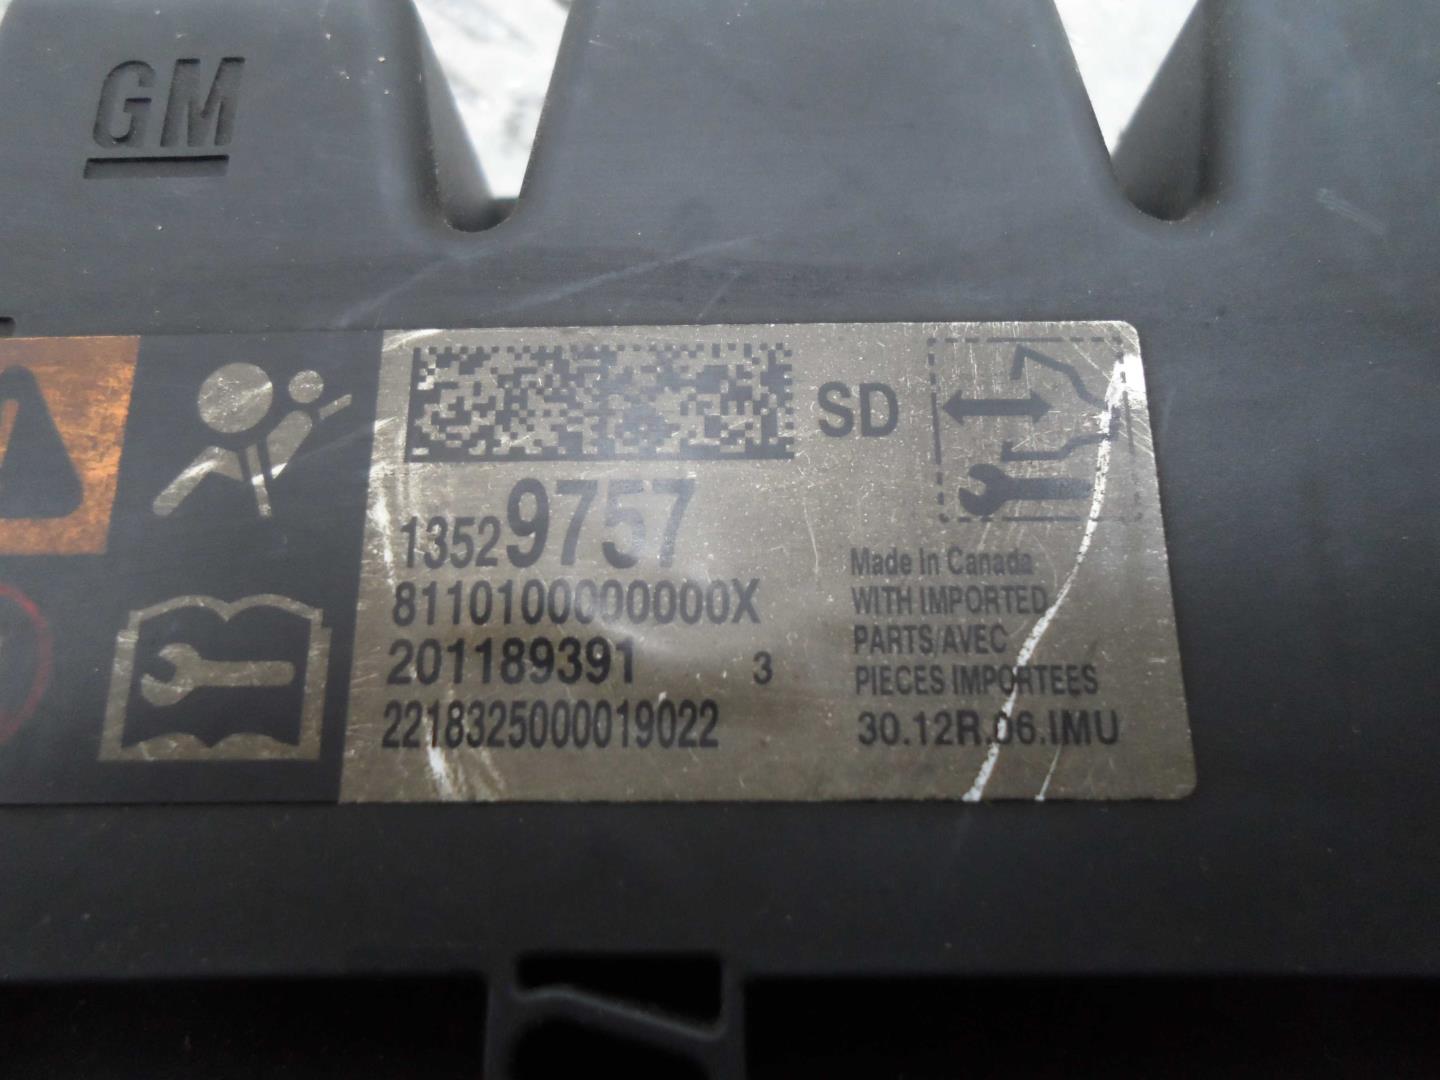 GM
SD
13529757
8110100000000X
201189391 3
2218325000019022
Made In Canada
WITH IMPORTED
PARTS/AVEC
PIECES IMPORTEES
30.12R.06.IMU